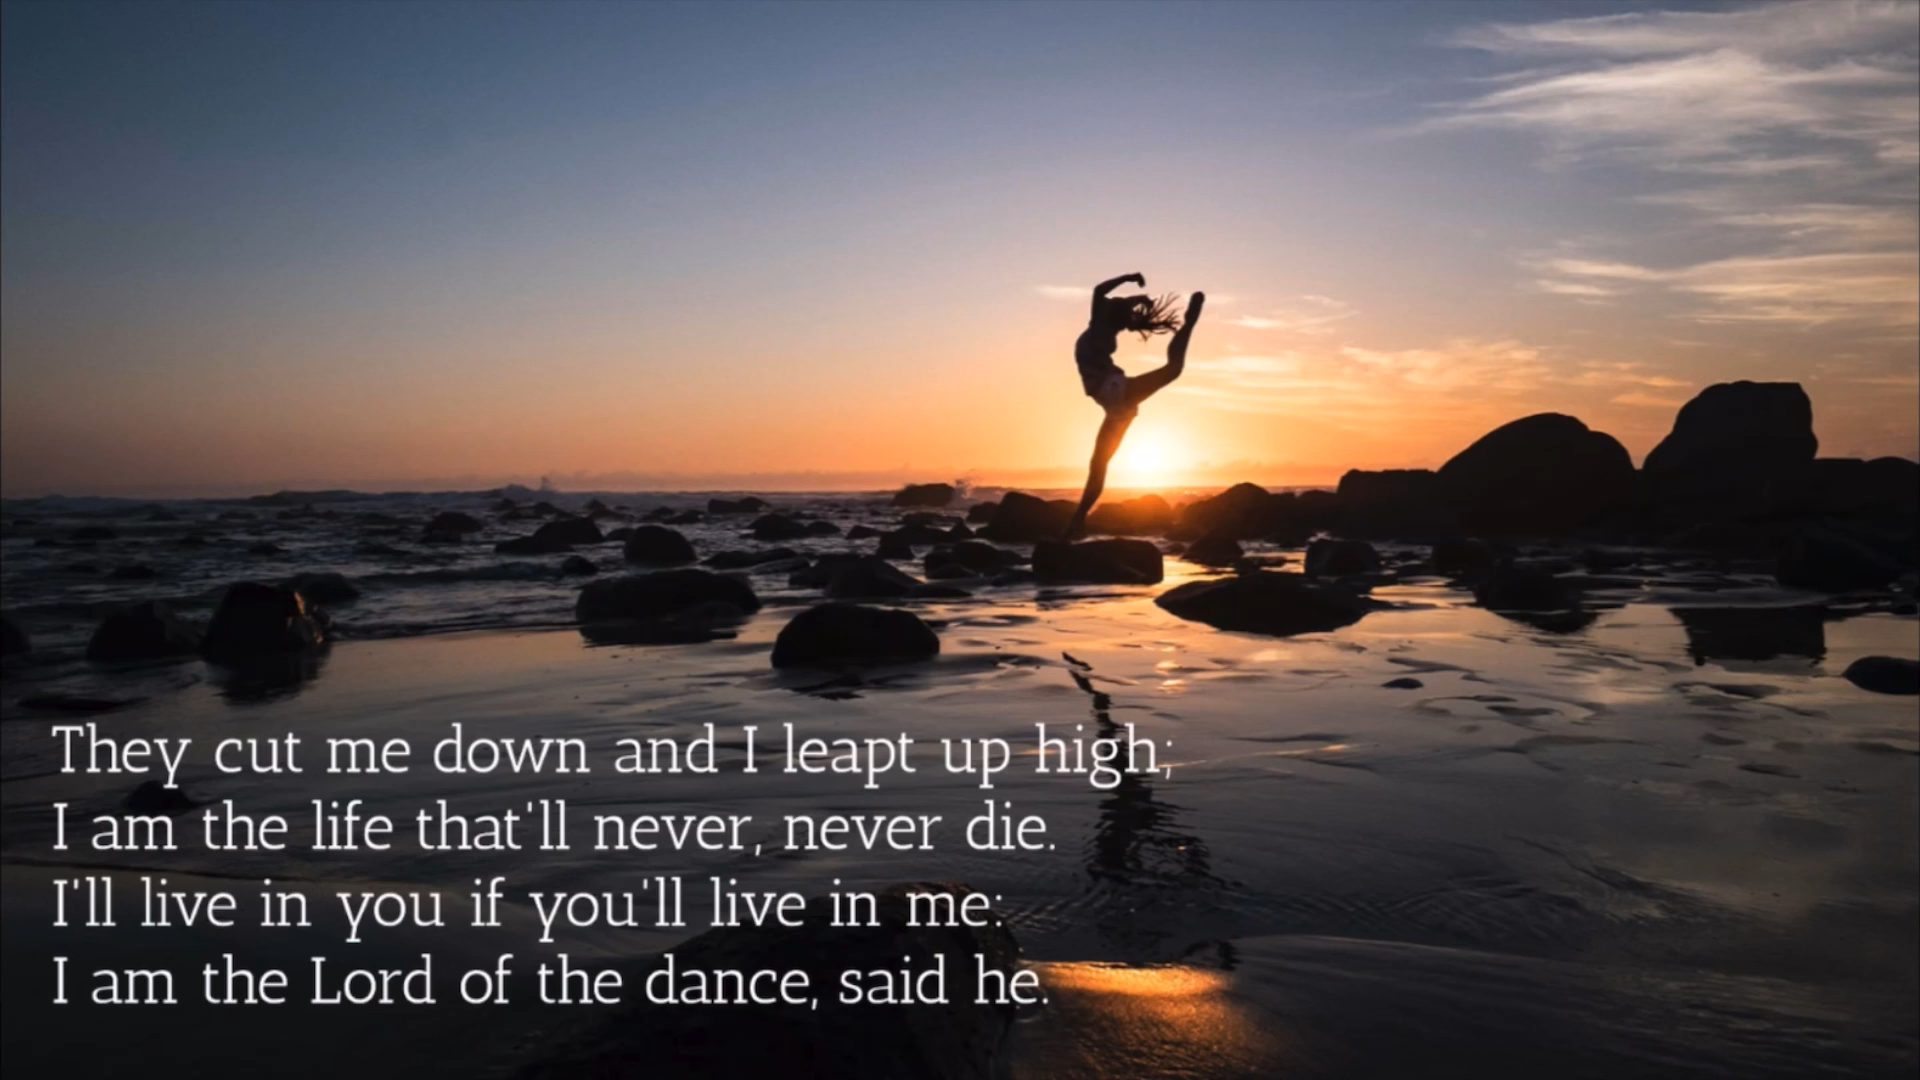 They cut me down and I leapt up high;
I am the life that'll never, never die.
I'll live in you if you'll live in me:
I am the Lord of the dance, said he.